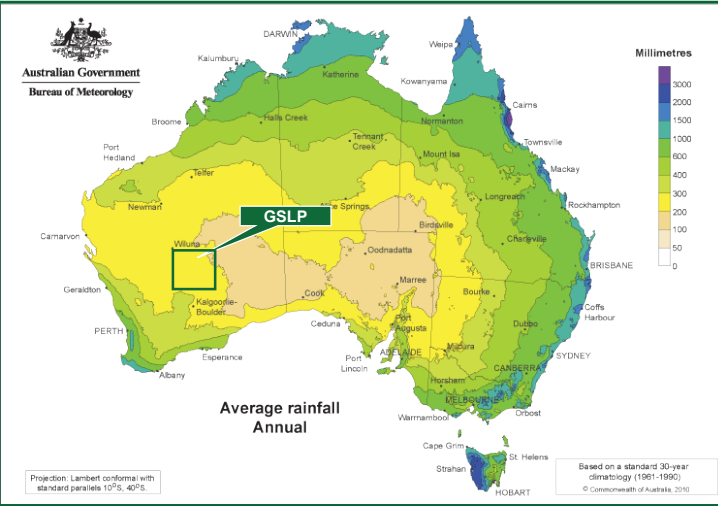 Australian Government
Bureau of Meteorology
DARWIN
Weipa
Kalumburu
Katherine
Kowanyama
Cairns
Broome
Halls Creek
Normanton
Townsville
Port
Hedland
Tennant
Creek
Mount Isa
Mackay
Telfer
Newman
Alice Springs
Longreach
Rockhampton
GSLP
Carnarvon
Wiluna
Birdsville
Oodnadatta
Charleville
BRISBANE
Geraldton
Marree
Kalgoorlie-
Boulder
Cook
Bourke
Coffs
Harbour
PERTH
Ceduna
Port
Augusta
Dubbo
Esperance
Port
Lincoln
ADELAIDE
Mildura
SYDNEY
Albany
CANBERRA
Horsham
MELBOURNE
Warrnambool
Orbost
Cape Grim
St. Helens
Strahan
HOBART
Millimetres
3000
2000
1500
1000
600
400
300
200
100
50
0
Average rainfall
Annual
Projection: Lambert conformal with
standard parallels 10°S, 40°S.
Based on a standard 30-year
climatology (1961-1990)
© Commonwealth of Australia, 2010